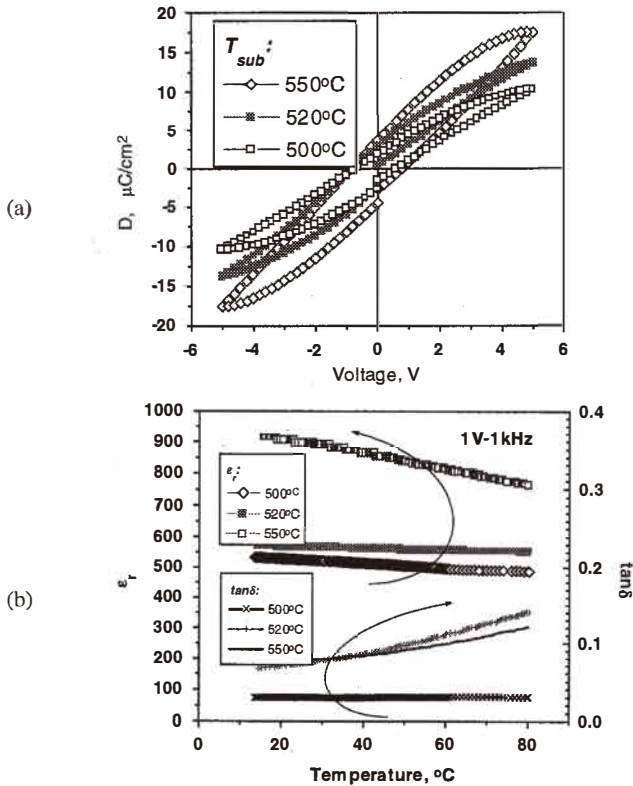 (a)
20
15
10
5
0
-5
-10
-15
-20
D, μC/cm²
T sub :
550ºC
520ºC
500ºC
-6 -4 -2 0 2 4 6
Voltage, V
(b)
1000
900
800
700
600
500
400
300
200
100
0
εr
1V-1kHz
εr:
500ºC
520ºC
550ºC
tanδ:
500ºC
520ºC
550ºC
0.4
0.3
0.2
0.1
0.0
tanδ
0 20 40 60 80
Temperature, ºC